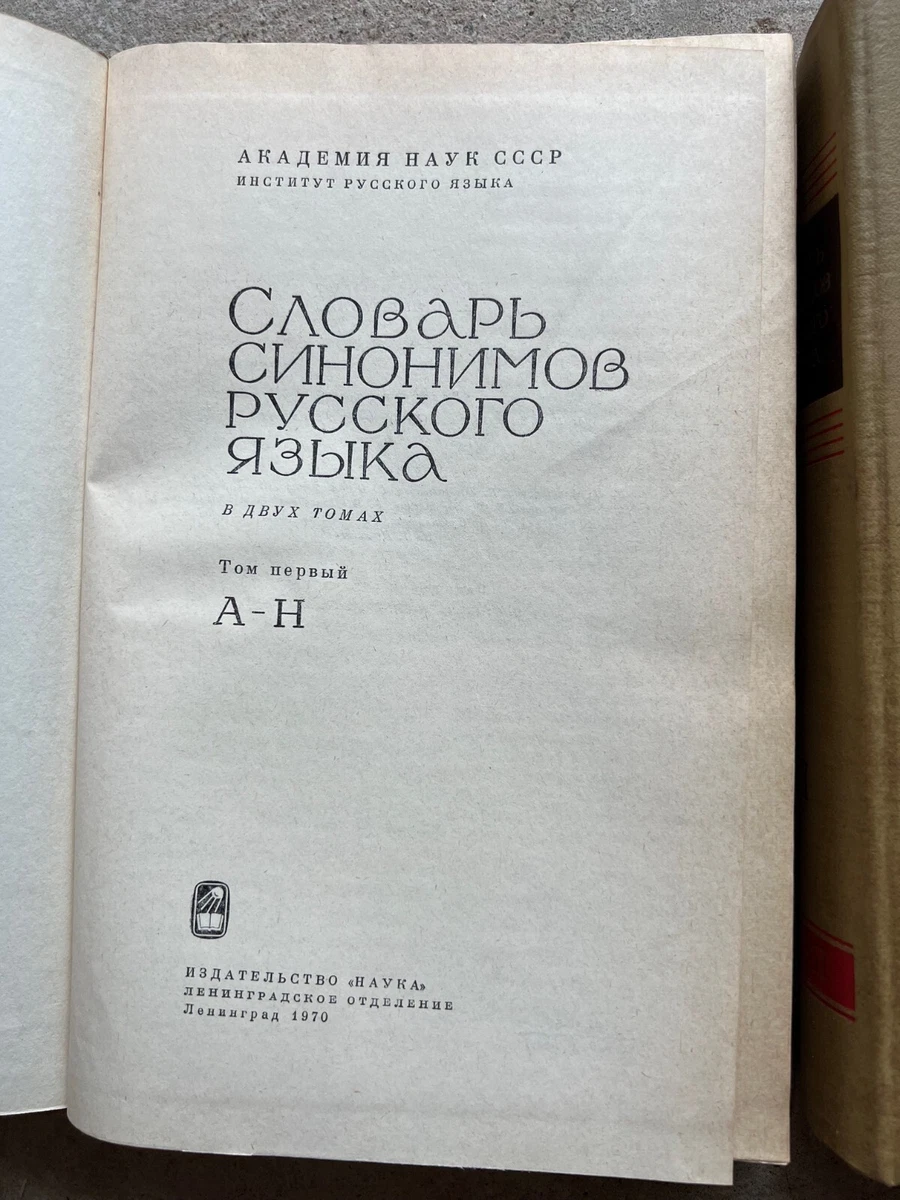 АКАДЕМИЯ НАУК СССР
ИНСТИТУТ РУССКОГО ЯЗЫКА
СЛОВАРЬ
СИНОНИМОВ
РУССКОГО
ЯЗЫКА
В ДВУХ ТОМАХ
Том первый
А-Н
ИЗДАТЕЛЬСТВО «НАУКА»
ЛЕНИНГРАДСКОЕ ОТДЕЛЕНИЕ
Ленинград 1970